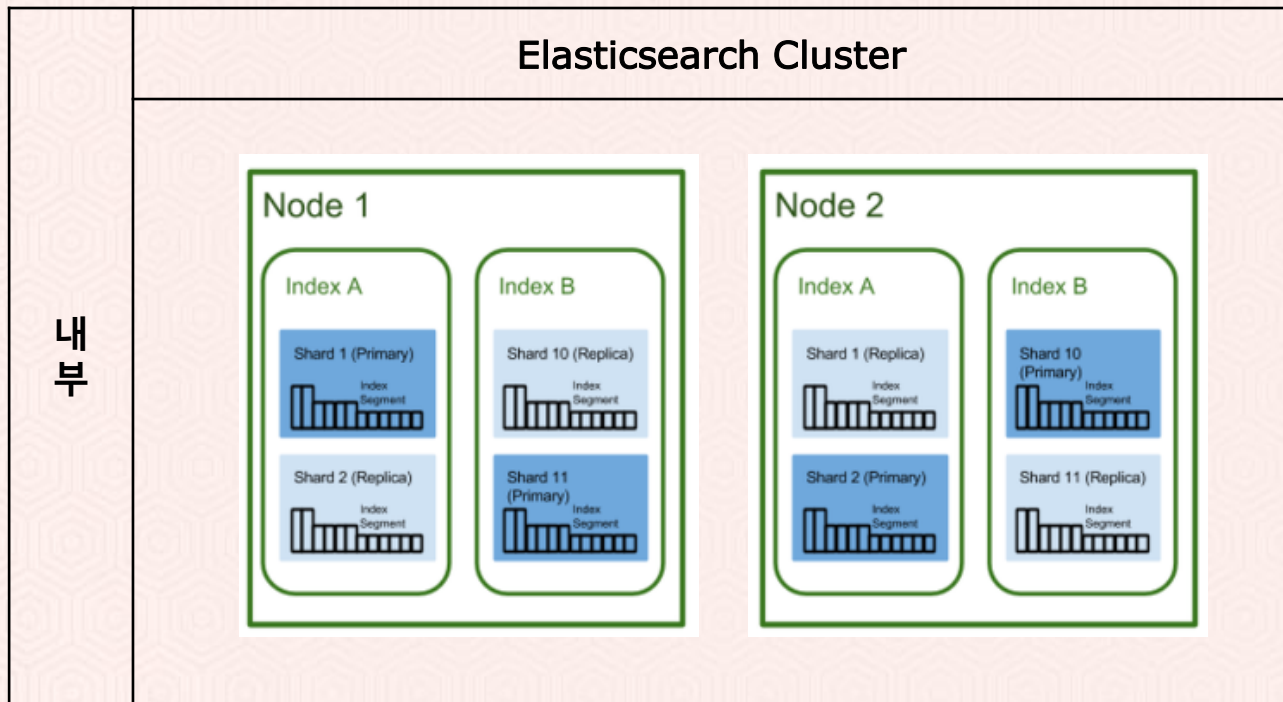 Elasticsearch Cluster
내
부
Node 1
Index A
Shard 1 (Primary)
Index
Segment
Shard 2 (Replica)
Index
Segment
Index B
Shard 10 (Replica)
Index
Segment
Shard 11
(Primary)
Index
Segment
Node 2
Index A
Shard 1 (Replica)
Index
Segment
Shard 2 (Primary)
Index
Segment
Index B
Shard 10
(Primary)
Index
Segment
Shard 11 (Replica)
Index
Segment